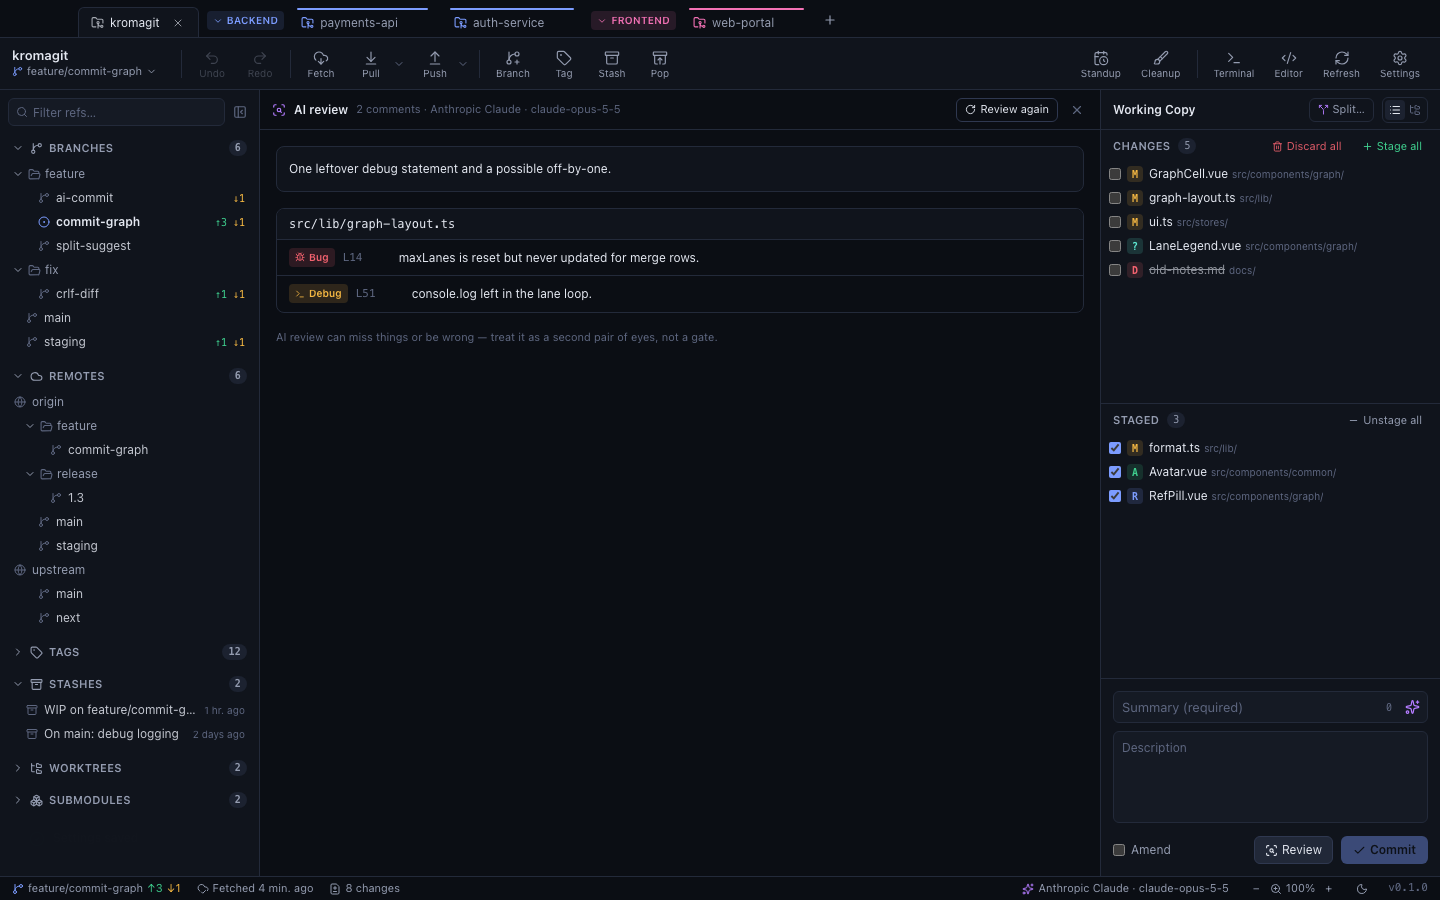 kromagit
BACKEND
payments-api
auth-service
FRONTEND
web-portal
kromagit
feature/commit-graph
Undo
Redo
Fetch
Pull
Push
Branch
Tag
Stash
Pop
Standup
Cleanup
Terminal
Editor
Refresh
Settings
Filter refs...
BRANCHES 6
feature
ai-commit ↓1
commit-graph ↑3 ↓1
split-suggest
fix
crlf-diff ↑1 ↓1
main
staging ↑1 ↓1
REMOTES 6
origin
feature
commit-graph
release
1.3
main
staging
upstream
main
next
TAGS 12
STASHES 2
WIP on feature/commit-g... 1 hr. ago
On main: debug logging 2 days ago
WORKTREES 2
SUBMODULES 2
AI review 2 comments · Anthropic Claude · claude-opus-5-5
Review again
One leftover debug statement and a possible off-by-one.
src/lib/graph-layout.ts
Bug L14 maxLanes is reset but never updated for merge rows.
Debug L51 console.log left in the lane loop.
AI review can miss things or be wrong — treat it as a second pair of eyes, not a gate.
Working Copy
Split...
CHANGES 5 Discard all + Stage all
M GraphCell.vue src/components/graph/
M graph-layout.ts src/lib/
M ui.ts src/stores/
? LaneLegend.vue src/components/graph/
D old-notes.md docs/
STAGED 3 − Unstage all
M format.ts src/lib/
A Avatar.vue src/components/common/
R RefPill.vue src/components/graph/
Summary (required) 0
Description
Amend
Review
Commit
feature/commit-graph ↑3 ↓1
Fetched 4 min. ago
8 changes
Anthropic Claude · claude-opus-5-5
− 100% +
v0.1.0